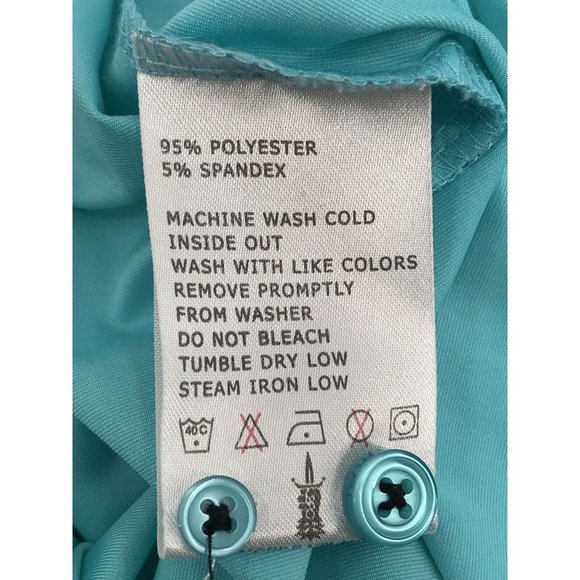 95% POLYESTER
5% SPANDEX
MACHINE WASH COLD
INSIDE OUT
WASH WITH LIKE COLORS
REMOVE PROMPTLY
FROM WASHER
DO NOT BLEACH
TUMBLE DRY LOW
STEAM IRON LOW
40C